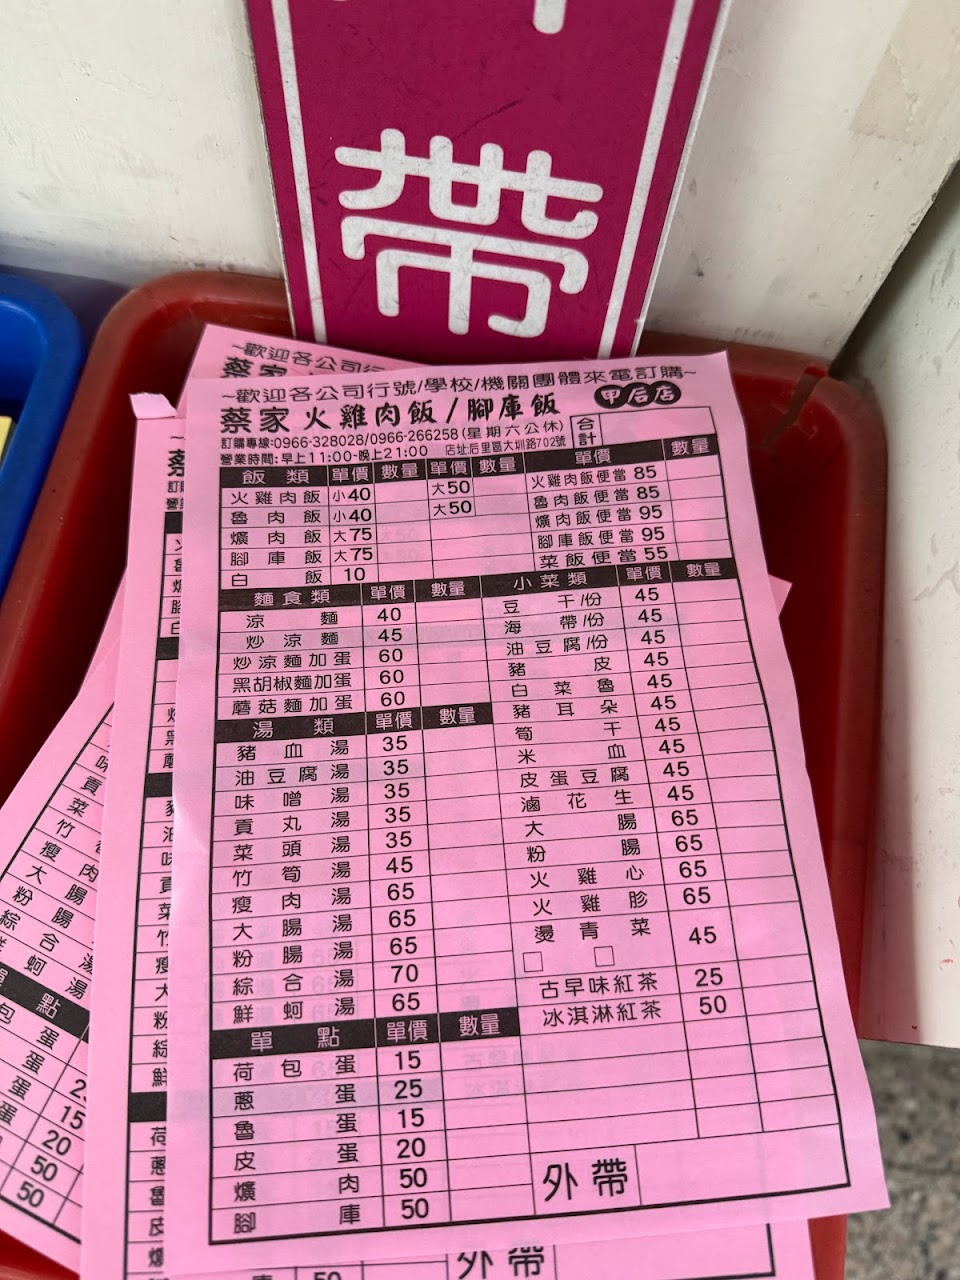 帶
~歡迎各公司行號/學校/機關團體來電訂購~
蔡家火雞肉飯/腳庫飯 甲后店
訂購專線:0966-328028/0966-266258(星期六公休)
營業時間:早上11:00~晚上21:00 店址:后里區大圳路702號
合計
飯類 單價 數量 單價 數量 單價 數量
火雞肉飯 小40 大50 火雞肉飯便當 85
魯肉飯 小40 大50 魯肉飯便當 85
爌肉飯 大75 爌肉飯便當 95
腳庫飯 大75 腳庫飯便當 95
白飯 10 菜飯便當 55
麵食類 單價 數量 小菜類 單價 數量
涼麵 40 豆干/份 45
炒涼麵 45 海帶/份 45
炒涼麵加蛋 60 油豆腐/份 45
黑胡椒麵加蛋 60 豬皮 45
蘑菇麵加蛋 60 白菜魯 45
湯類 單價 數量 豬耳朵 45
豬血湯 35 筍干 45
油豆腐湯 35 米血 45
味噌湯 35 皮蛋豆腐 45
貢丸湯 35 滷花生 45
菜頭湯 35 大腸 65
竹筍湯 45 粉腸 65
瘦肉湯 65 火雞心 65
大腸湯 65 火雞胗 65
粉腸湯 65 燙青菜 45
綜合湯 70 □ □
鮮蚵湯 65 古早味紅茶 25
單點 單價 數量 冰淇淋紅茶 50
荷包蛋 15
蔥蛋 25
魯蛋 15
皮蛋 20
爌肉 50
腳庫 50
外帶
外帶